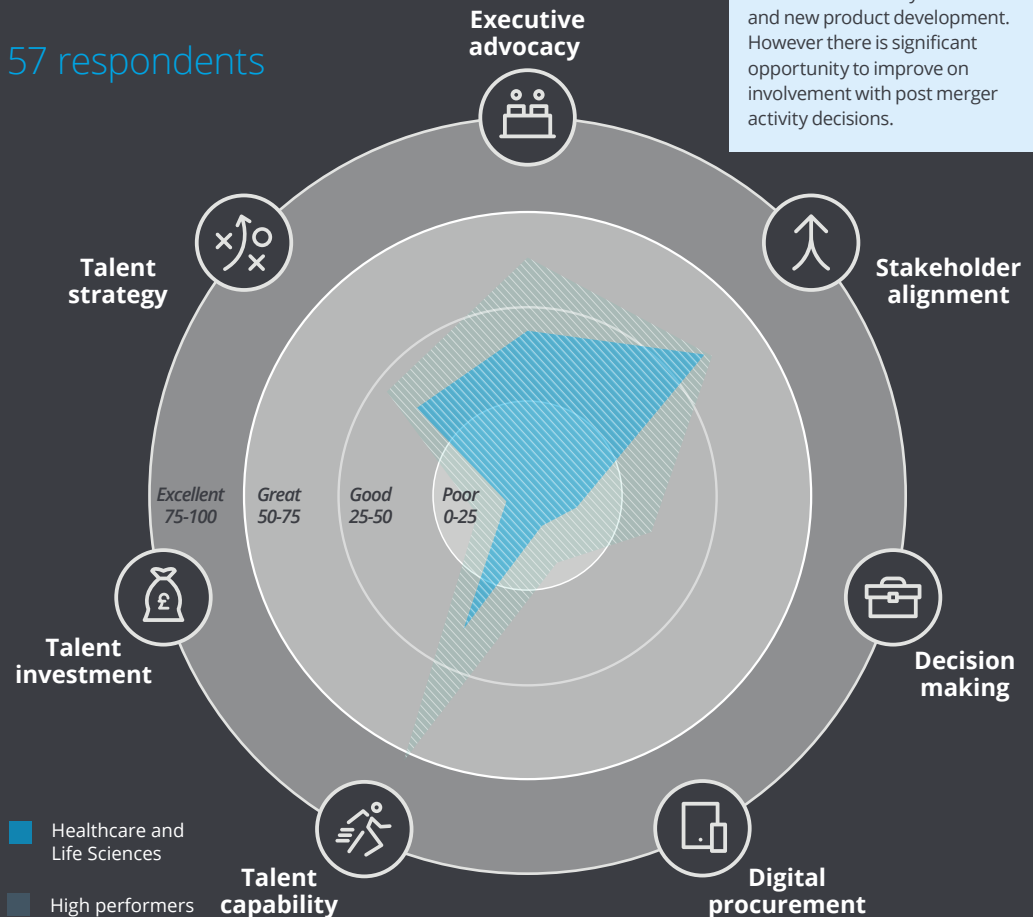 57 respondents
and new product development.
However there is significant
opportunity to improve on
involvement with post merger
activity decisions.
Executive
advocacy
Talent
strategy
Stakeholder
alignment
Excellent
75-100
Great
50-75
Good
25-50
Poor
0-25
£
Talent
investment
Decision
making
Healthcare and
Life Sciences
High performers
Talent
capability
Digital
procurement